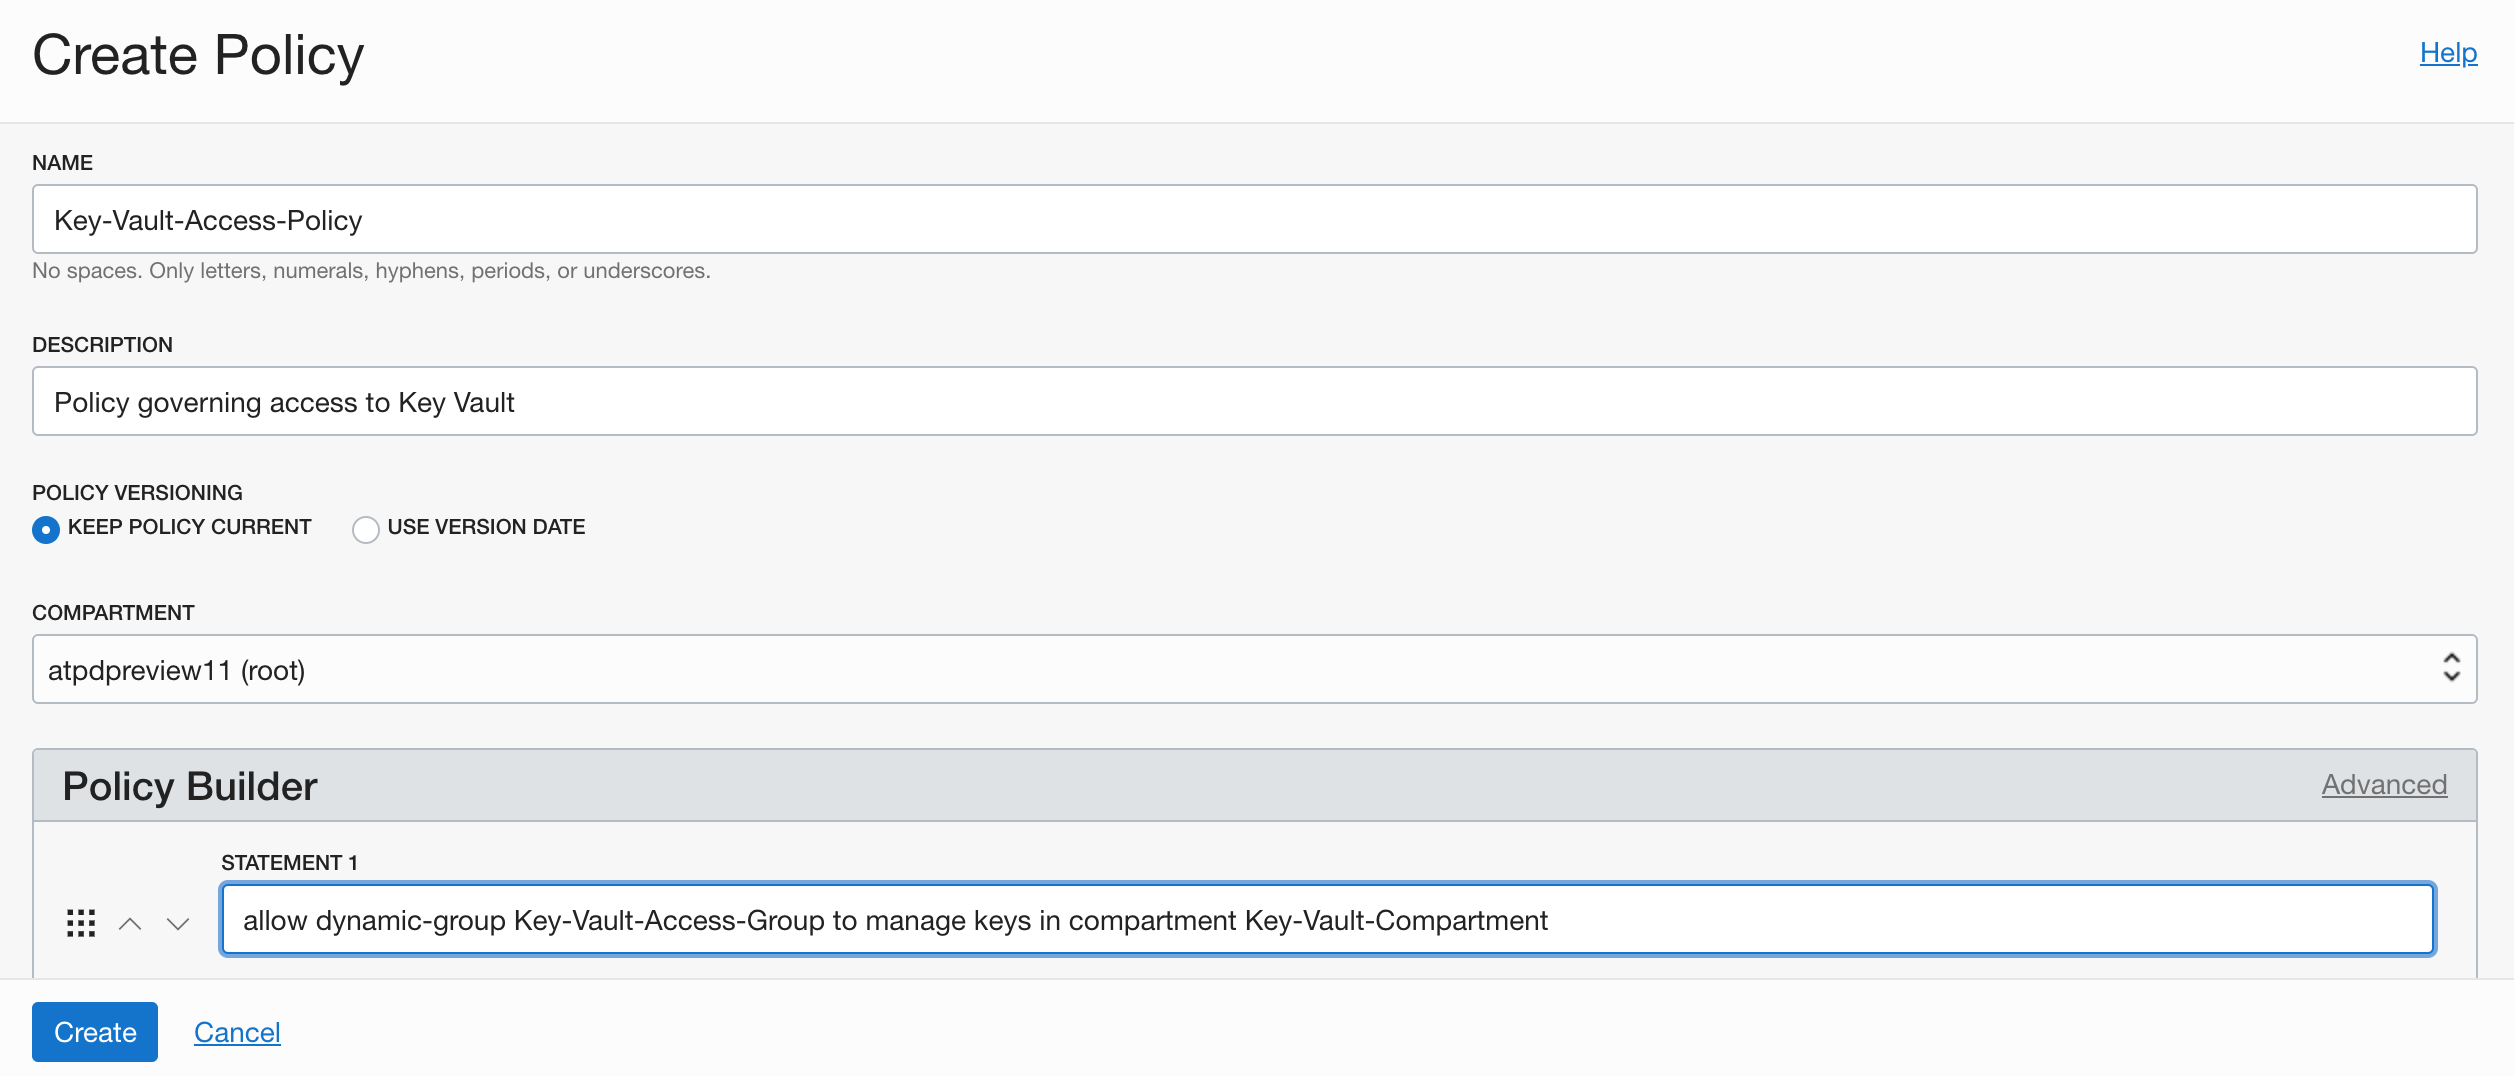 Create Policy
Help
NAME
Key-Vault-Access-Policy
No spaces. Only letters, numerals, hyphens, periods, or underscores.
DESCRIPTION
Policy governing access to Key Vault
POLICY VERSIONING
KEEP POLICY CURRENT USE VERSION DATE
COMPARTMENT
atpdpreview11 (root)
Policy Builder
Advanced
STATEMENT 1
allow dynamic-group Key-Vault-Access-Group to manage keys in compartment Key-Vault-Compartment
Create Cancel